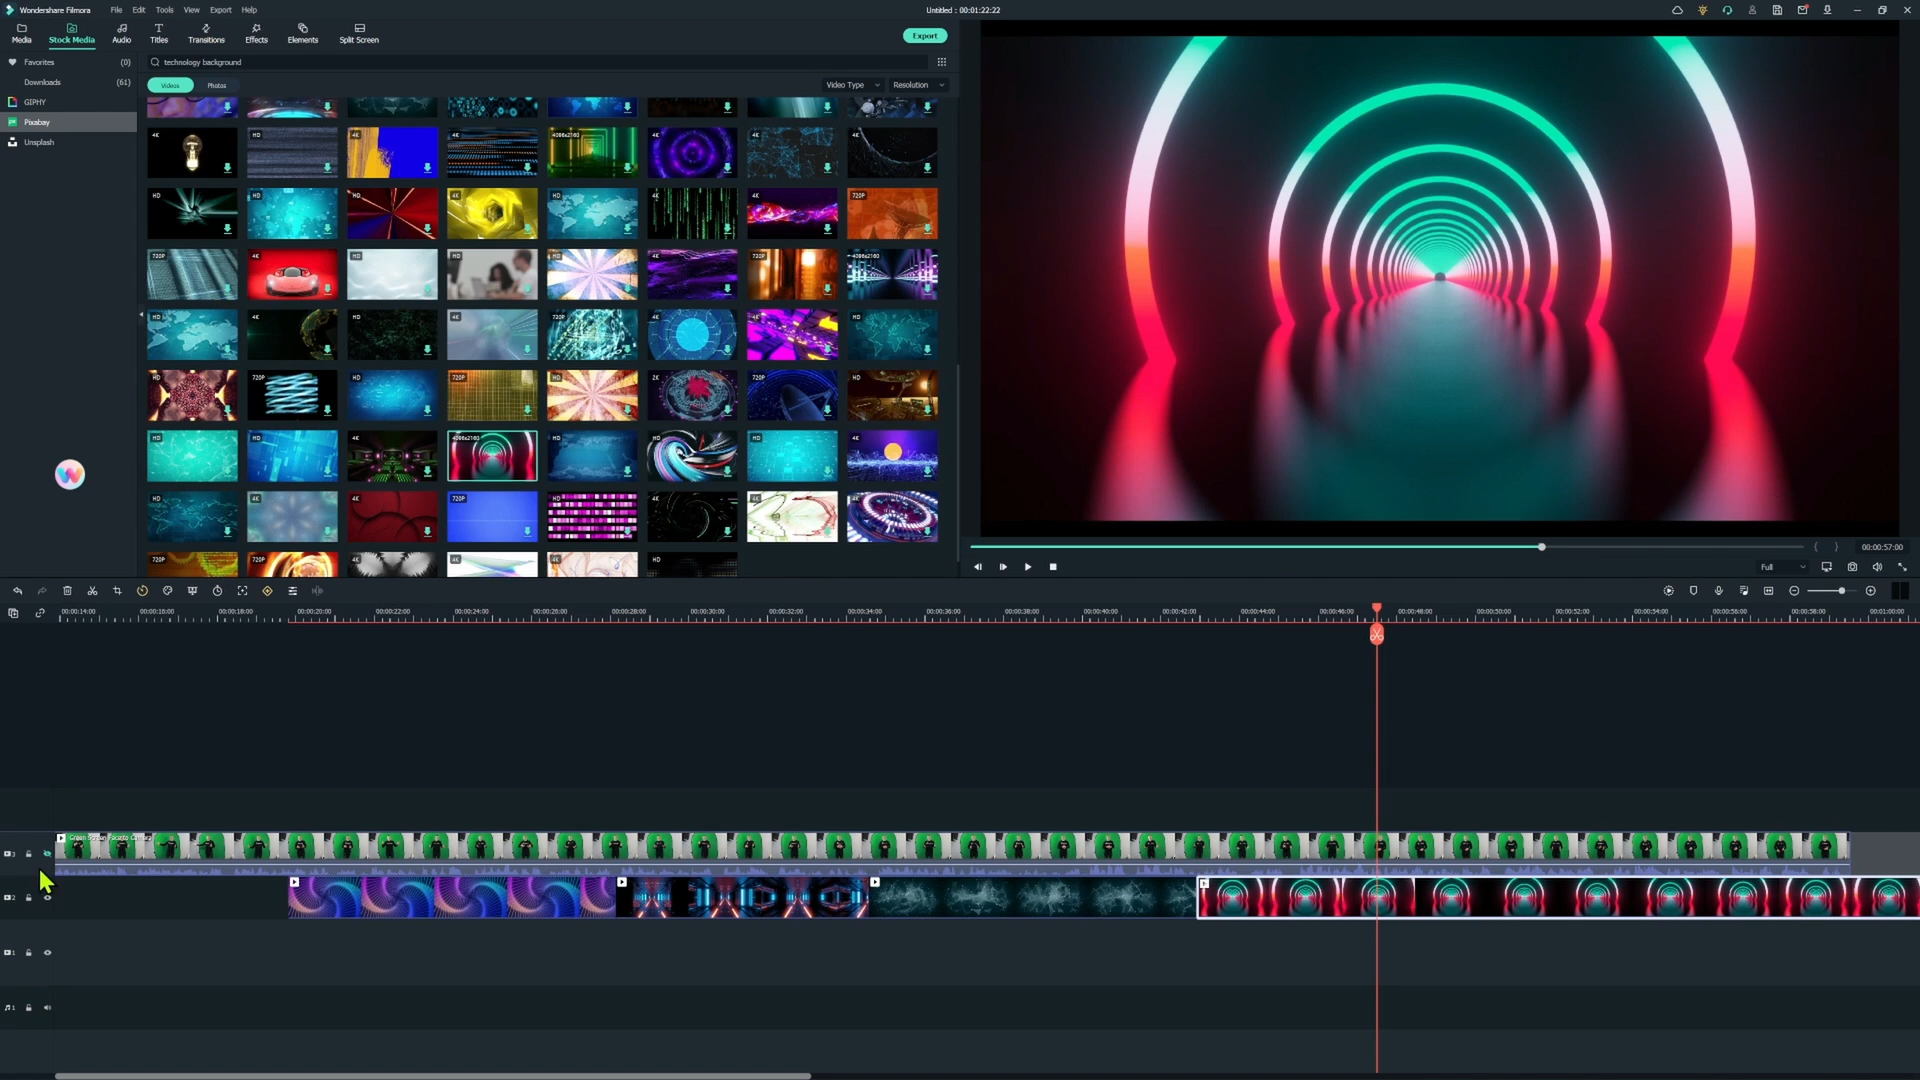 Wondershare Filmora
File Edit Tools View Export Help
Untitled : 00:01:22:22
Media Stock Media Audio Titles Transitions Effects Elements Split Screen
Export
Favorites (0)
Downloads (61)
GIPHY
Pixabay
Unsplash
technology background
Videos Photos
Video Type Resolution
4K HD 4K 4K 4096x2160 4K 4K 4K
HD HD HD 4K HD 4K 4K 720P
720P 4K HD HD HD 4K 720P 4096x2160
HD 4K HD 4K 720P 4K 4K HD
HD 720P HD 720P HD 2K 720P HD
HD HD 4K 4096x2160 HD HD HD 4K
HD 4K 4K 720P HD 4K 4K 4K
720P 720P 4K 4K 4K HD
00:00:57:00
Full
00:00:14:00 00:00:16:00 00:00:18:00 00:00:20:00 00:00:22:00 00:00:24:00 00:00:26:00 00:00:28:00 00:00:30:00 00:00:32:00 00:00:34:00 00:00:36:00 00:00:38:00 00:00:40:00 00:00:42:00 00:00:44:00 00:00:46:00 00:00:48:00 00:00:50:00 00:00:52:00 00:00:54:00 00:00:56:00 00:00:58:00 00:01:00:00
Green Screen Face to Camera
3
2
1
1